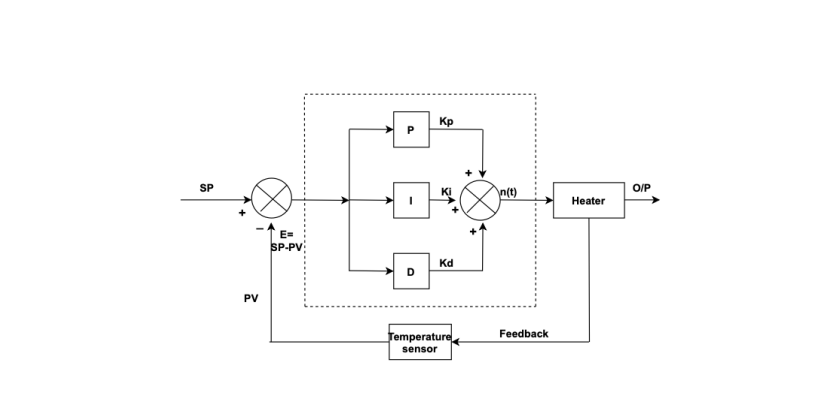 Kp
P
+
SP
Ki
n(t)
O/P
I
Heater
+
+
− E=
SP-PV
+
Kd
D
PV
Feedback
Temperature
sensor